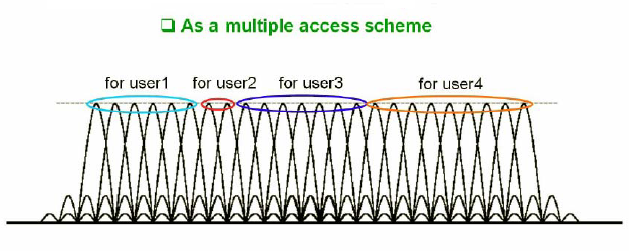 ❑ As a multiple access scheme
for user1 for user2 for user3 for user4